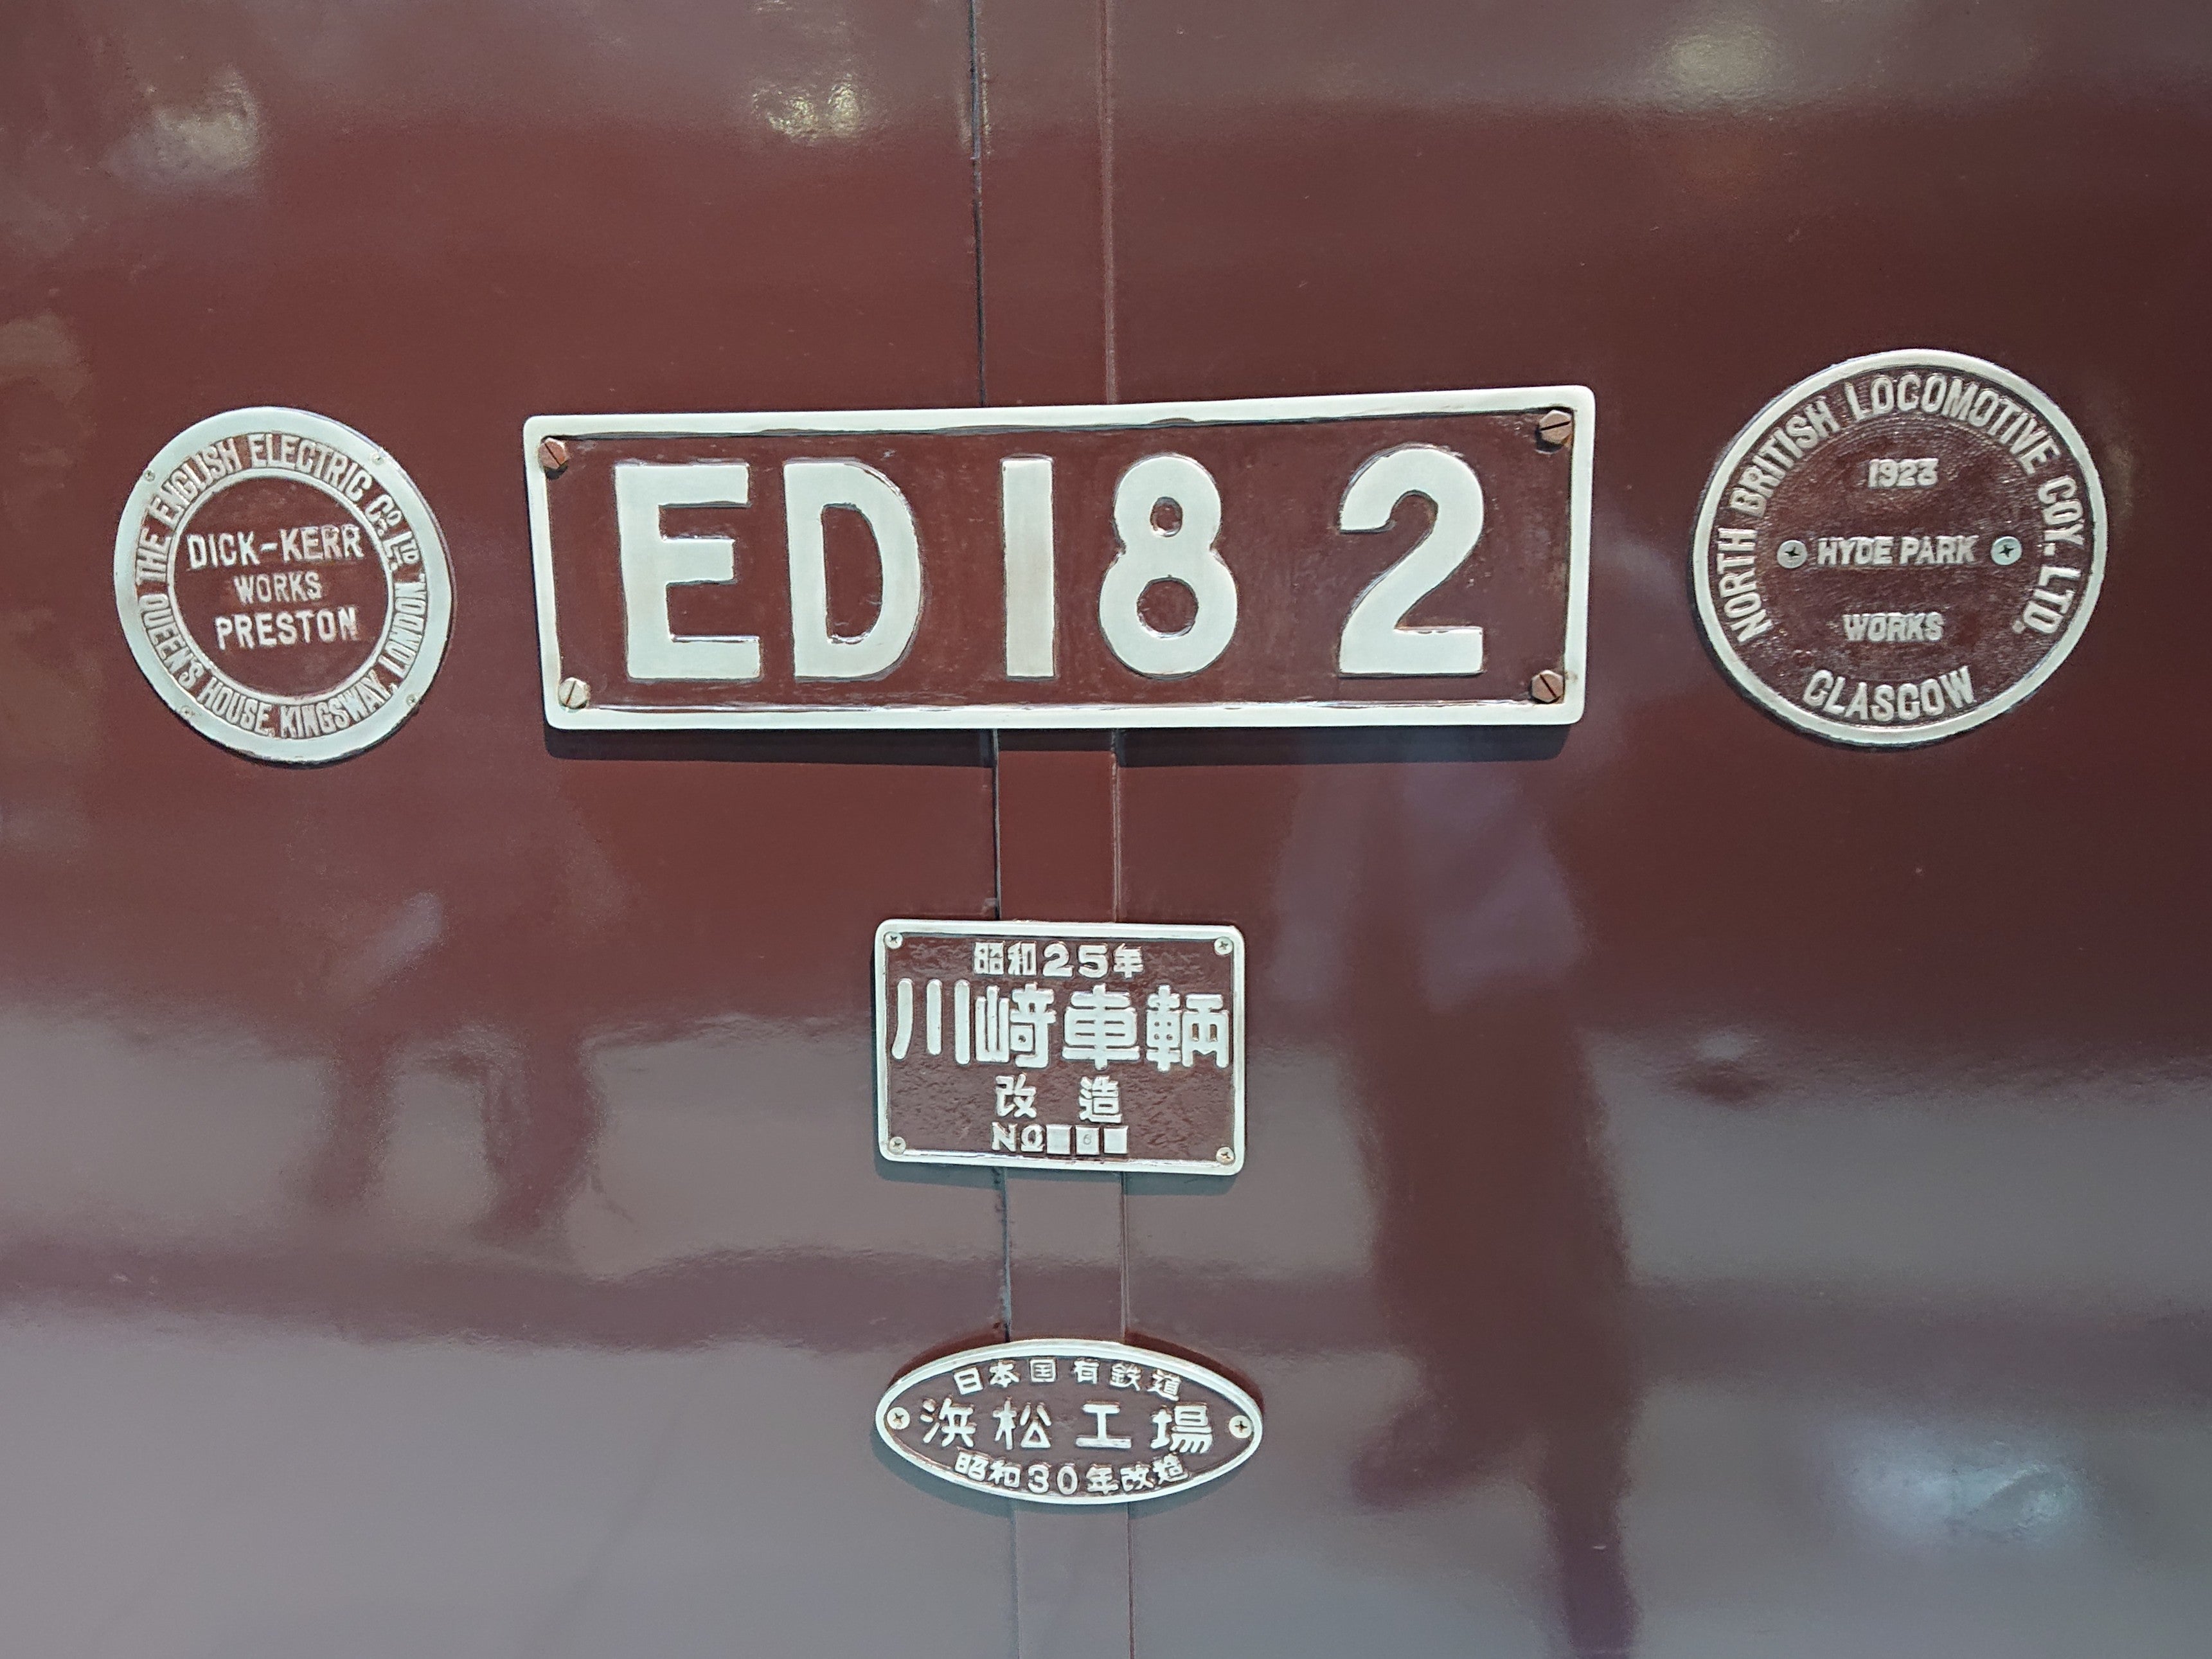 THE ENGLISH ELECTRIC Co. LTD.
DICK-KERR
WORKS
PRESTON
QUEEN'S HOUSE, KINGSWAY, LONDON.
ED18 2
NORTH BRITISH LOCOMOTIVE COY. LTD.
1923
HYDE PARK
WORKS
GLASGOW
昭和25年
川崎車輌
改造
No 6
日本国有鉄道
浜松工場
昭和30年改造